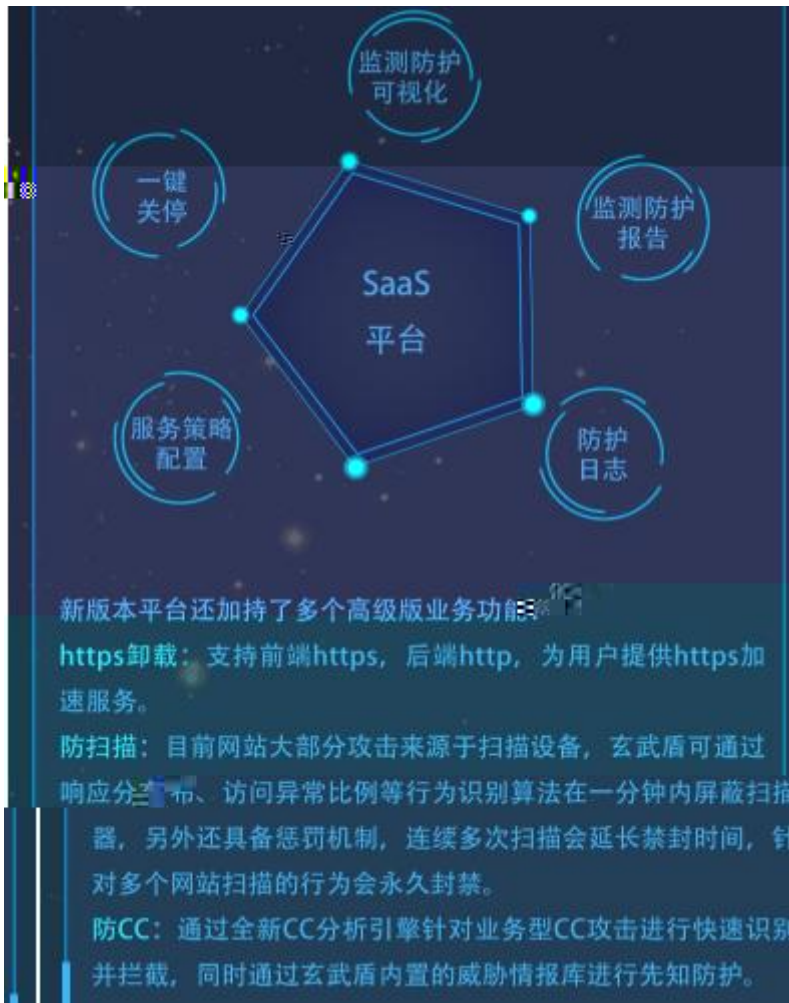 监测防护
可视化
一键
关停
监测防护
报告
SaaS
平台
服务策略
配置
防护
日志
新版本平台还加持了多个高级版业务功能
https卸载：支持前端https，后端http，为用户提供https加
速服务。
防扫描：目前网站大部分攻击来源于扫描设备，玄武盾可通过
响应分布、访问异常比例等行为识别算法在一分钟内屏蔽扫描
器，另外还具备惩罚机制，连续多次扫描会延长禁封时间，针
对多个网站扫描的行为会永久封禁。
防CC：通过全新CC分析引擎针对业务型CC攻击进行快速识别
并拦截，同时通过玄武盾内置的威胁情报库进行先知防护。